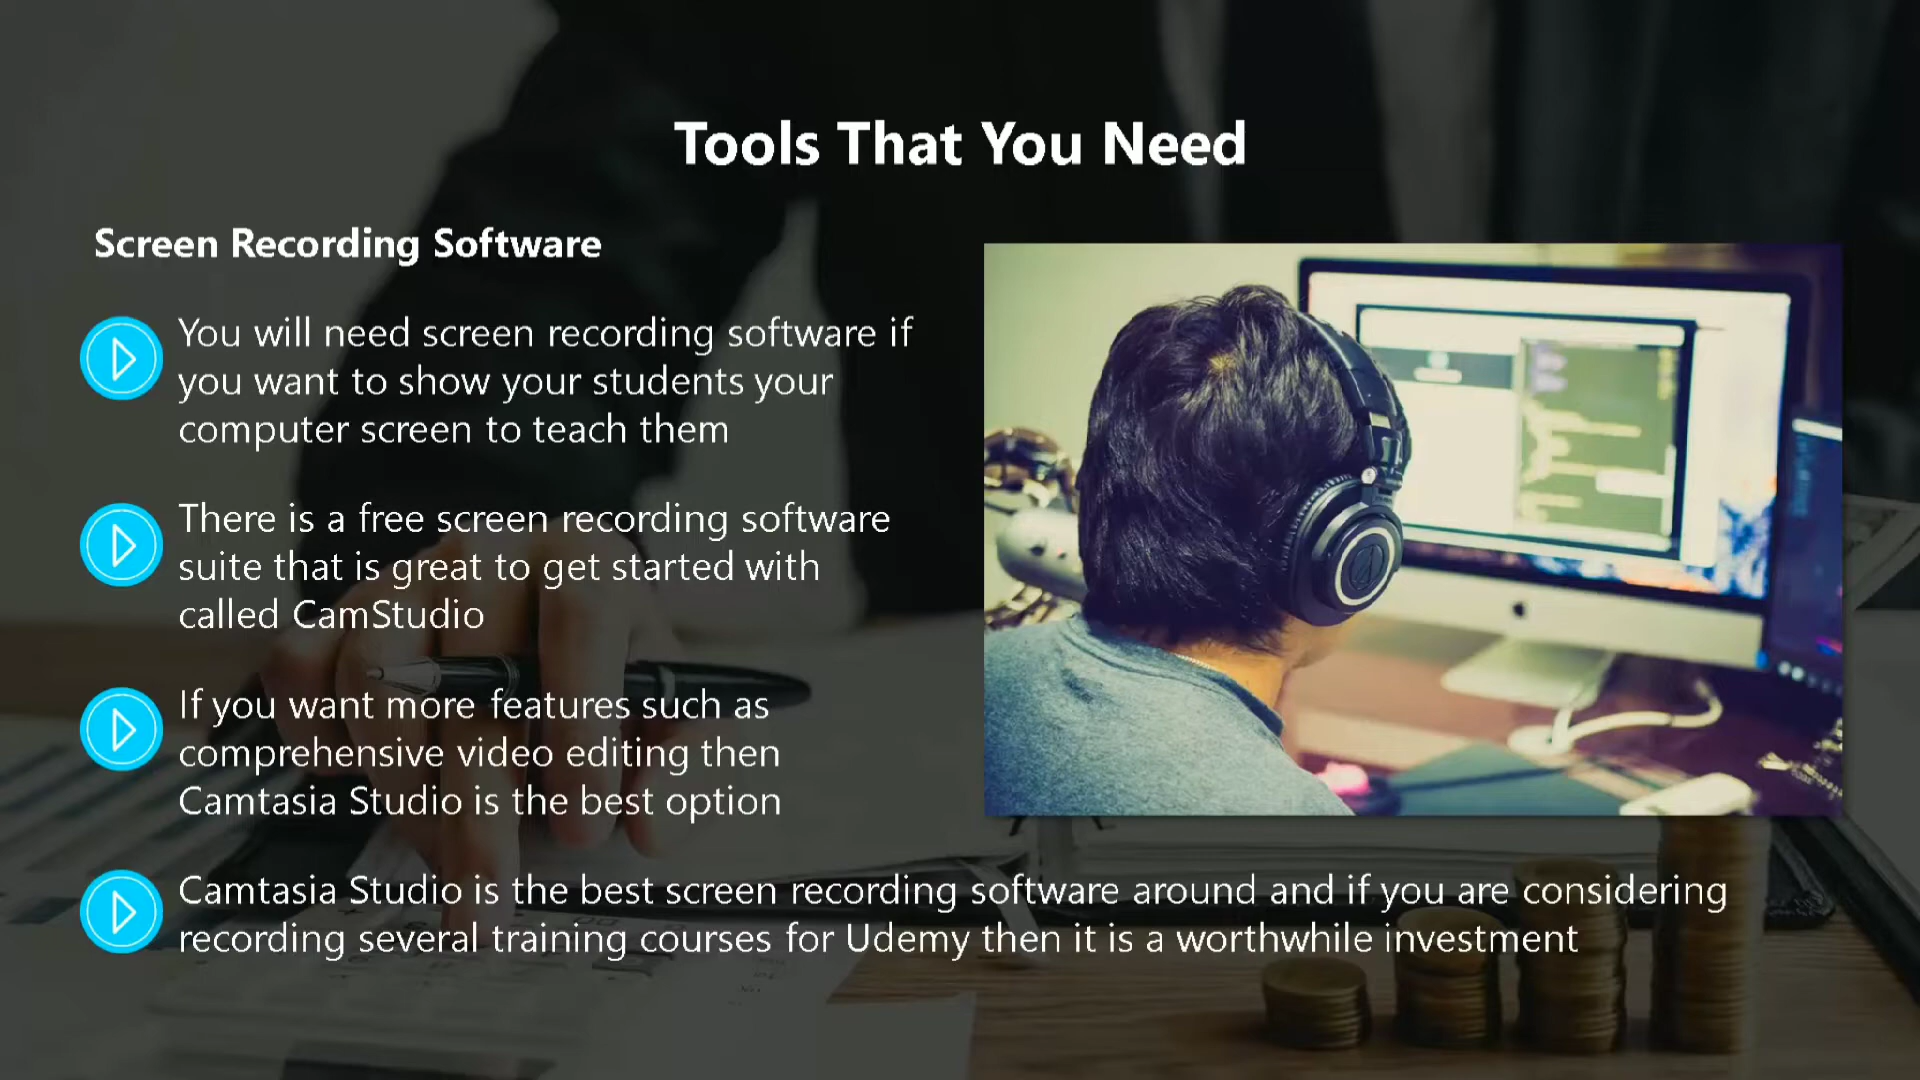 Tools That You Need
Screen Recording Software
You will need screen recording software if
you want to show your students your
computer screen to teach them
There is a free screen recording software
suite that is great to get started with
called CamStudio
If you want more features such as
comprehensive video editing then
Camtasia Studio is the best option
Camtasia Studio is the best screen recording software around and if you are considering
recording several training courses for Udemy then it is a worthwhile investment